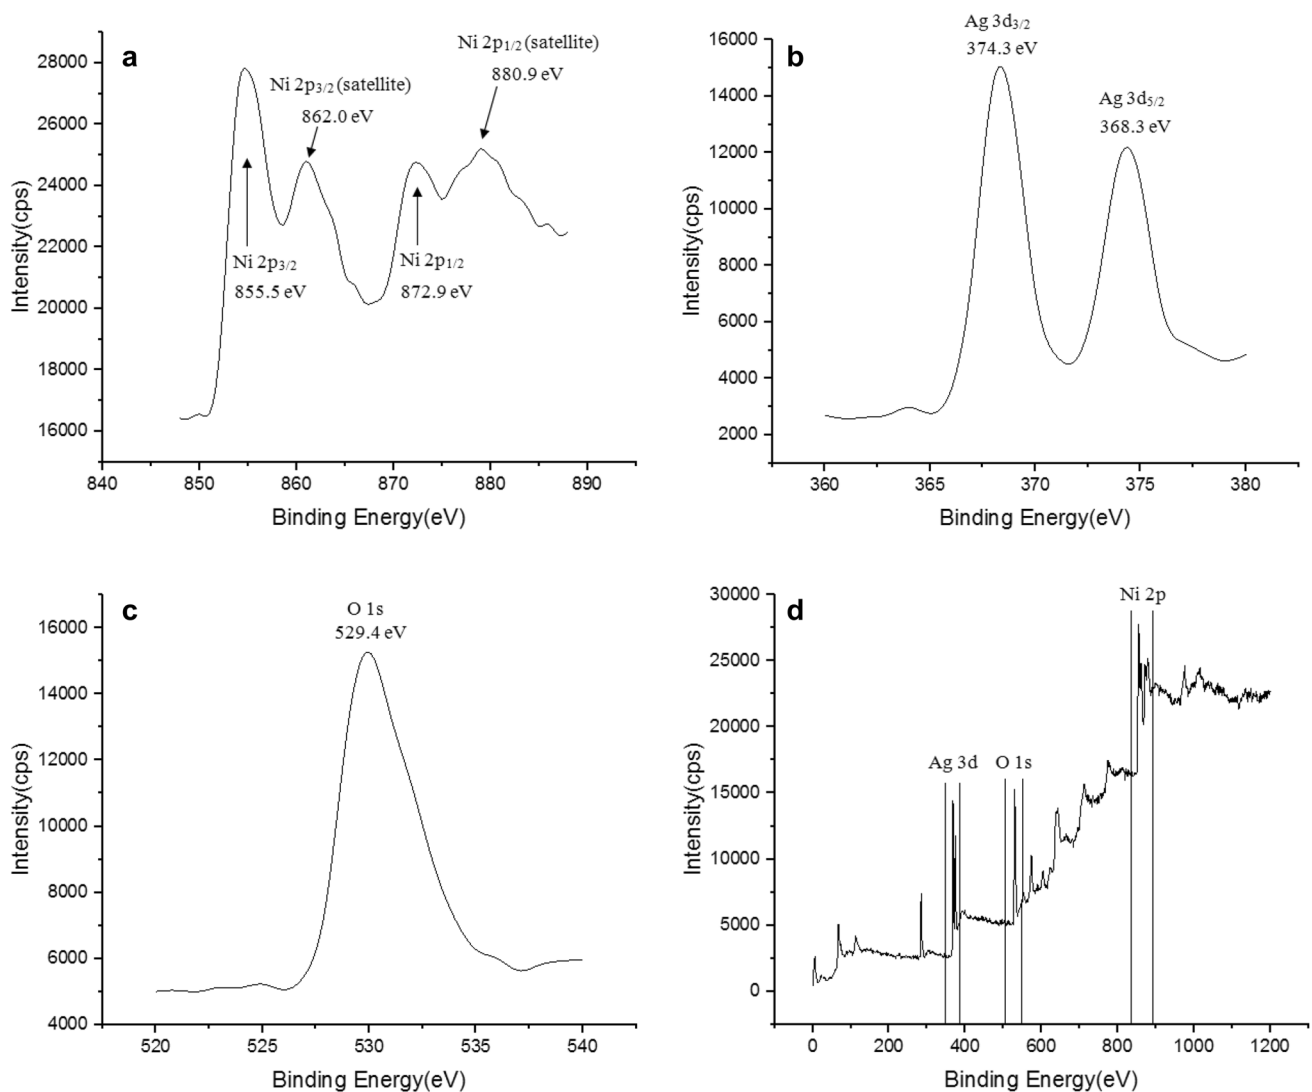 a
Ni 2p1/2 (satellite)
880.9 eV
Ni 2p3/2 (satellite)
862.0 eV
Ni 2p3/2
855.5 eV
Ni 2p1/2
872.9 eV
28000
26000
24000
22000
20000
18000
16000
Intensity(cps)
840 850 860 870 880 890
Binding Energy(eV)
b
Ag 3d3/2
374.3 eV
Ag 3d5/2
368.3 eV
16000
14000
12000
10000
8000
6000
4000
2000
Intensity(cps)
360 365 370 375 380
Binding Energy(eV)
c
O 1s
529.4 eV
16000
14000
12000
10000
8000
6000
4000
Intensity(cps)
520 525 530 535 540
Binding Energy(eV)
d
Ni 2p
Ag 3d O 1s
30000
25000
20000
15000
10000
5000
0
Intensity(cps)
0 200 400 600 800 1000 1200
Binding Energy(eV)